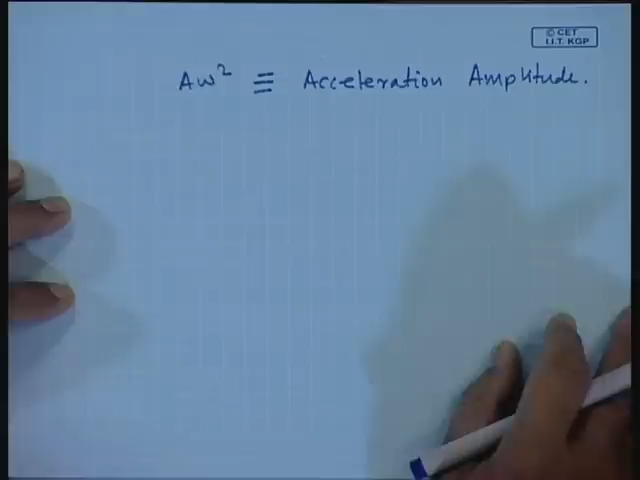 © CET
I.I.T. KGP
Aω² ≡ Acceleration Amplitude.